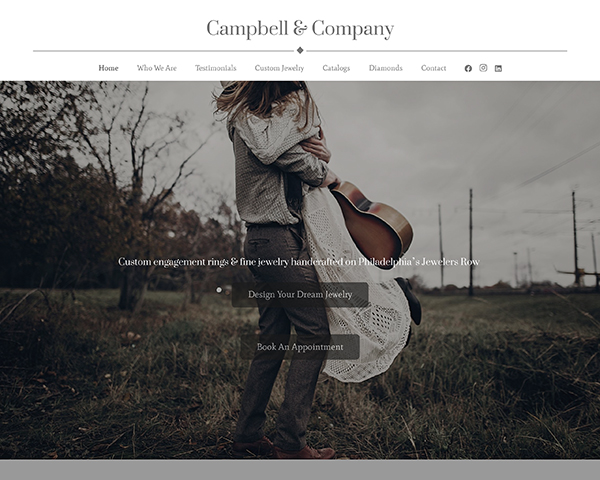 Campbell & Company
Home Who We Are Testimonials Custom Jewelry Catalogs Diamonds Contact
Custom engagement rings & fine jewelry handcrafted on Philadelphia's Jewelers Row
Design Your Dream Jewelry
Book An Appointment